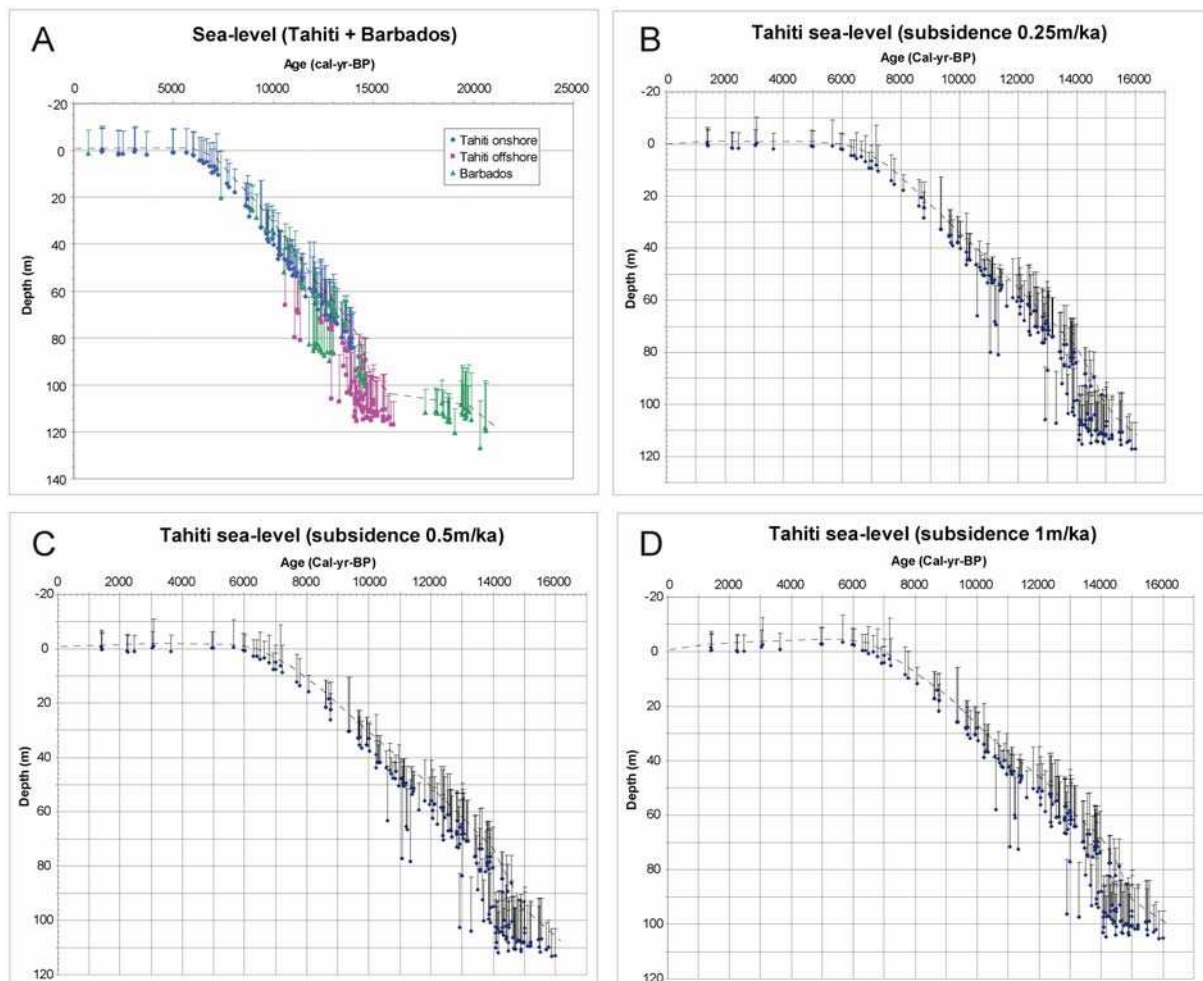 A
Sea-level (Tahiti + Barbados)
Age (cal-yr-BP)
0 5000 10000 15000 20000 25000
-20
0
20
40
60
80
100
120
140
Depth (m)
Tahiti onshore
Tahiti offshore
Barbados
B
Tahiti sea-level (subsidence 0.25m/ka)
Age (Cal-yr-BP)
0 2000 4000 6000 8000 10000 12000 14000 16000
-20
0
20
40
60
80
100
120
Depth (m)
C
Tahiti sea-level (subsidence 0.5m/ka)
Age (Cal-yr-BP)
0 2000 4000 6000 8000 10000 12000 14000 16000
-20
0
20
40
60
80
100
120
Depth (m)
D
Tahiti sea-level (subsidence 1m/ka)
Age (Cal-yr-BP)
0 2000 4000 6000 8000 10000 12000 14000 16000
-20
0
20
40
60
80
100
120
Depth (m)